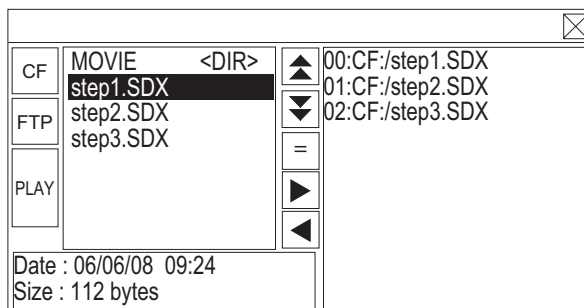 CF
FTP
PLAY
MOVIE <DIR>
step1.SDX
step2.SDX
step3.SDX
=
00:CF:/step1.SDX
01:CF:/step2.SDX
02:CF:/step3.SDX
Date : 06/06/08 09:24
Size : 112 bytes